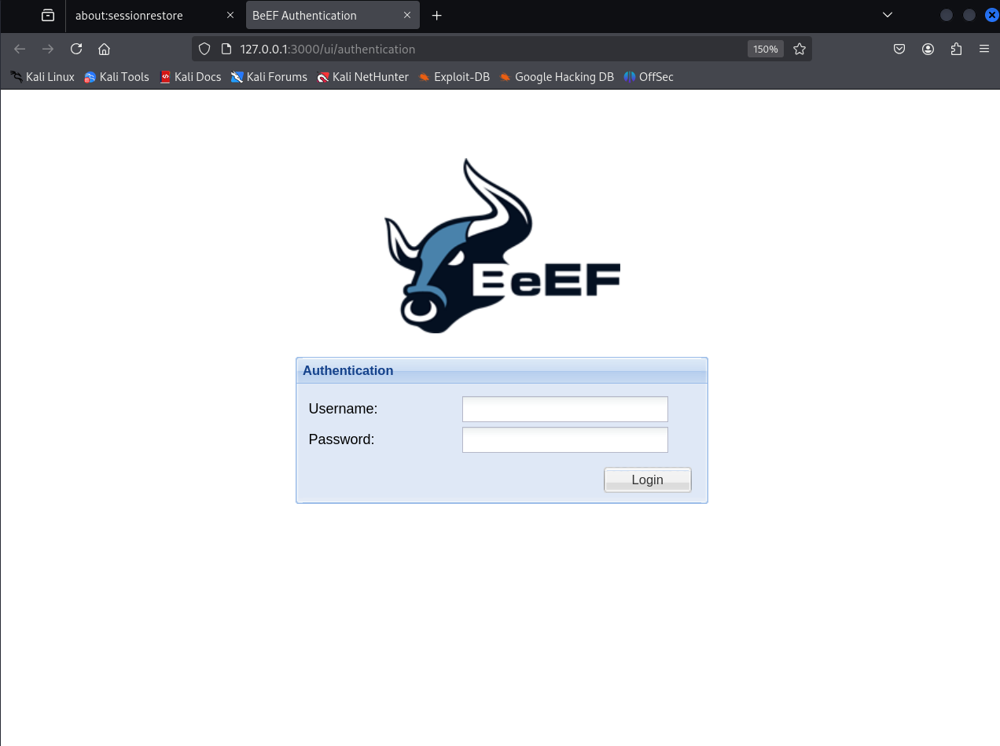 about:sessionrestore BeEF Authentication
127.0.0.1:3000/ui/authentication 150%
Kali Linux Kali Tools Kali Docs Kali Forums Kali NetHunter Exploit-DB Google Hacking DB OffSec
BeEF
Authentication
Username:
Password:
Login